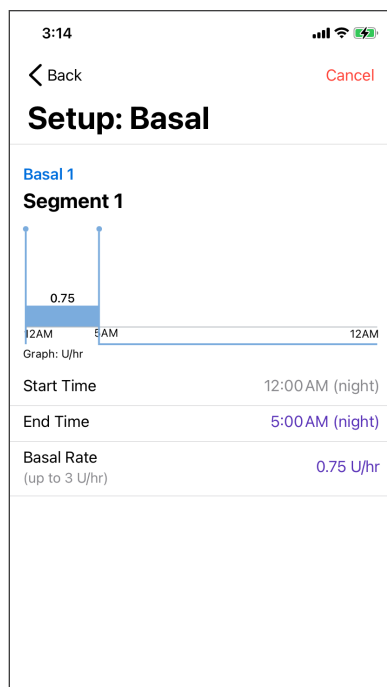 3:14
Back
Cancel
Setup: Basal
Basal 1
Segment 1
0.75
12AM 5AM 12AM
Graph: U/hr
Start Time 12:00 AM (night)
End Time 5:00 AM (night)
Basal Rate
(up to 3 U/hr)
0.75 U/hr